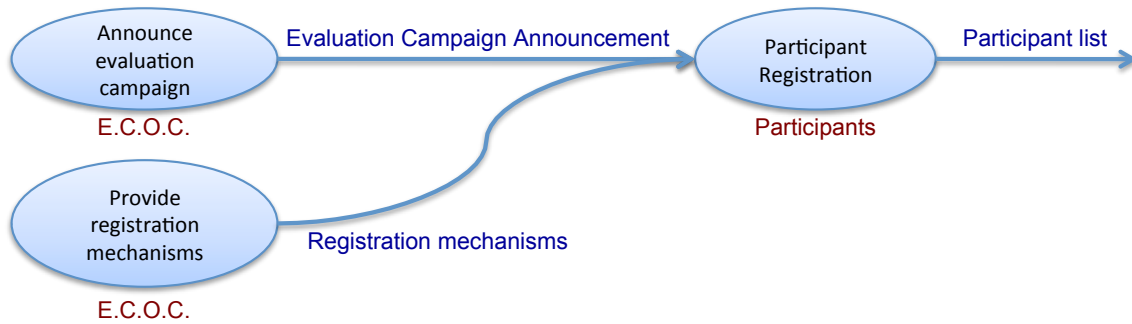 Announce
evaluation
campaign
E.C.O.C.
Evaluation Campaign Announcement
Participant
Registration
Participants
Participant list
Provide
registration
mechanisms
E.C.O.C.
Registration mechanisms